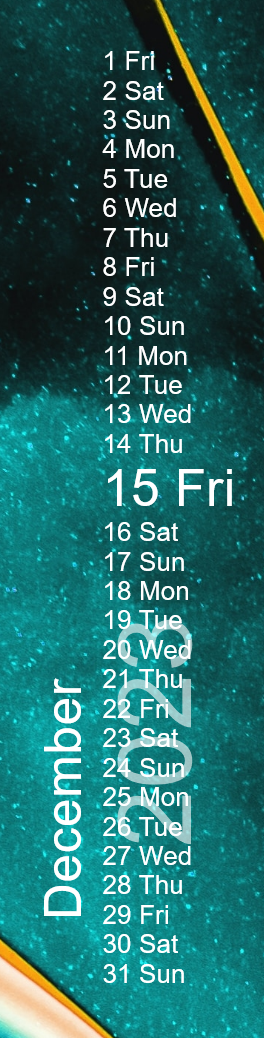 1 Fri
2 Sat
3 Sun
4 Mon
5 Tue
6 Wed
7 Thu
8 Fri
9 Sat
10 Sun
11 Mon
12 Tue
13 Wed
14 Thu
15 Fri
16 Sat
17 Sun
18 Mon
19 Tue
20 Wed
21 Thu
22 Fri
23 Sat
24 Sun
25 Mon
26 Tue
27 Wed
28 Thu
29 Fri
30 Sat
31 Sun
December
2023